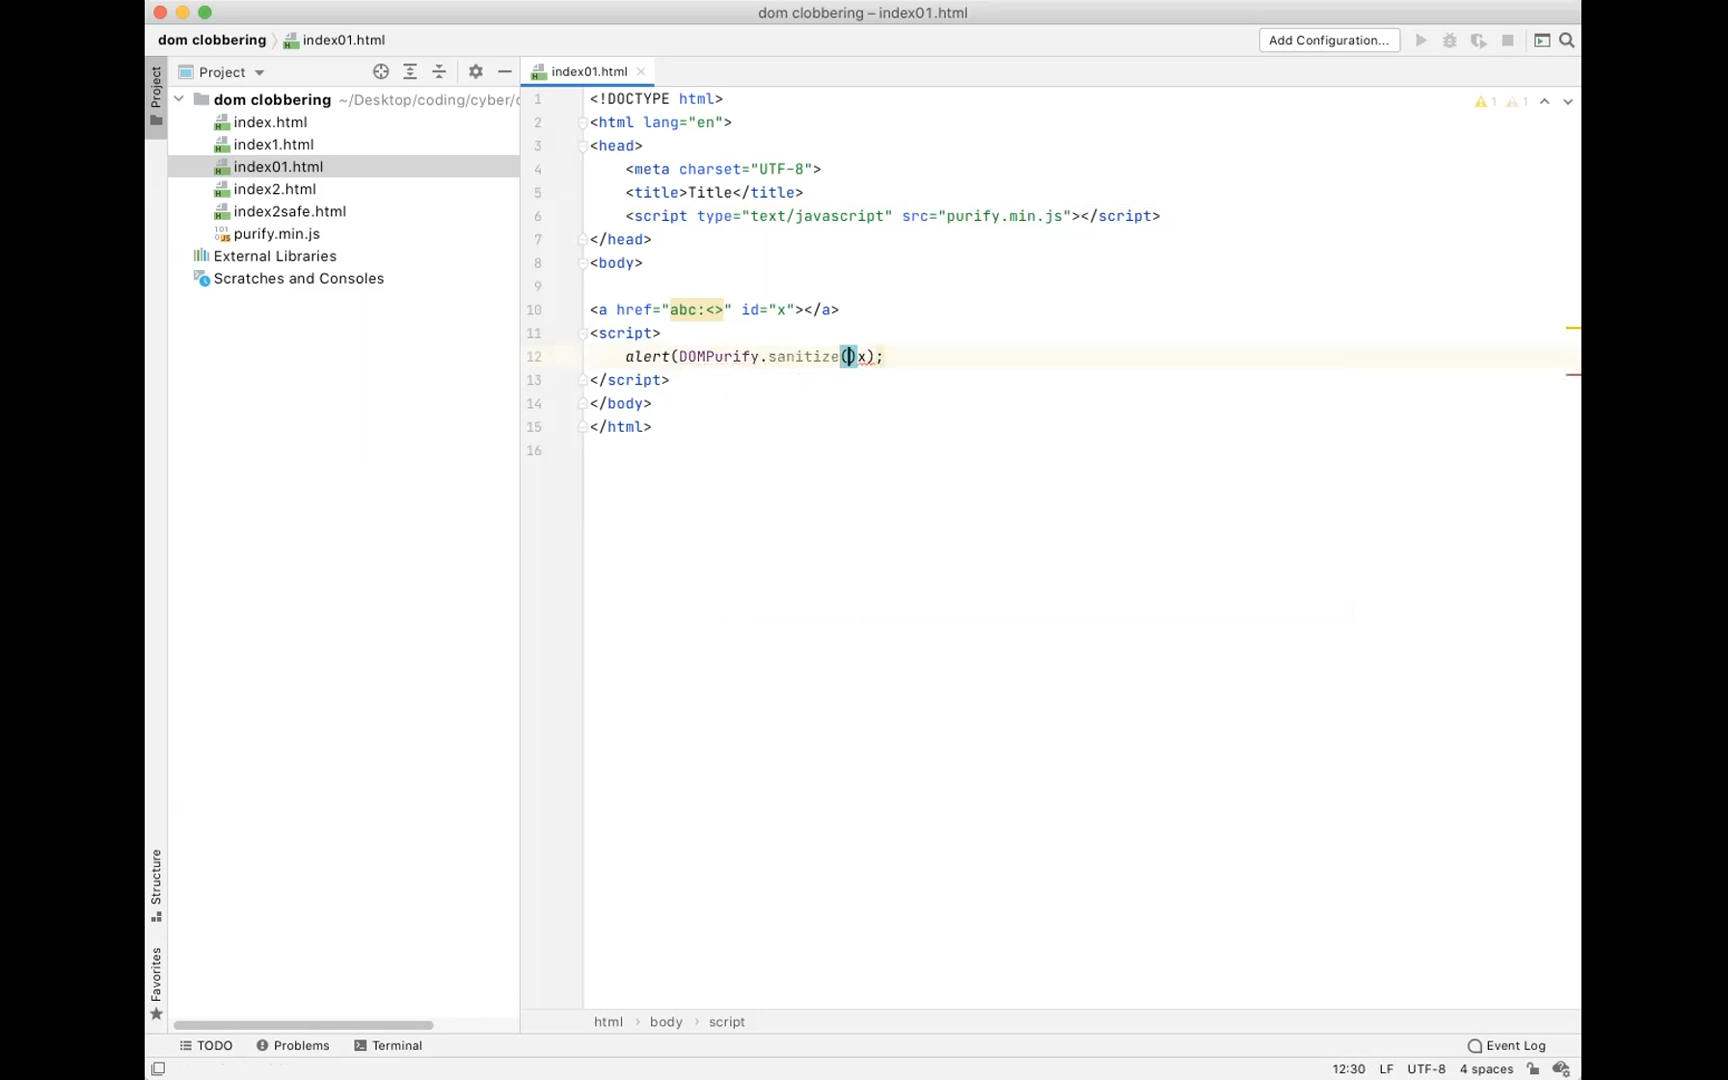 dom clobbering – index01.html
dom clobbering
index01.html
Add Configuration...
Project
Project
index01.html
dom clobbering ~/Desktop/coding/cyber/
index.html
index1.html
index01.html
index2.html
index2safe.html
purify.min.js
External Libraries
Scratches and Consoles
1 <!DOCTYPE html>
2 <html lang="en">
3 <head>
4 <meta charset="UTF-8">
5 <title>Title</title>
6 <script type="text/javascript" src="purify.min.js"></script>
7 </head>
8 <body>
9
10 <a href="abc:<>" id="x"></a>
11 <script>
12 alert(DOMPurify.sanitize()x);
13 </script>
14 </body>
15 </html>
16
1 1
Structure
Favorites
html › body › script
TODO Problems Terminal
Event Log
12:30 LF UTF-8 4 spaces